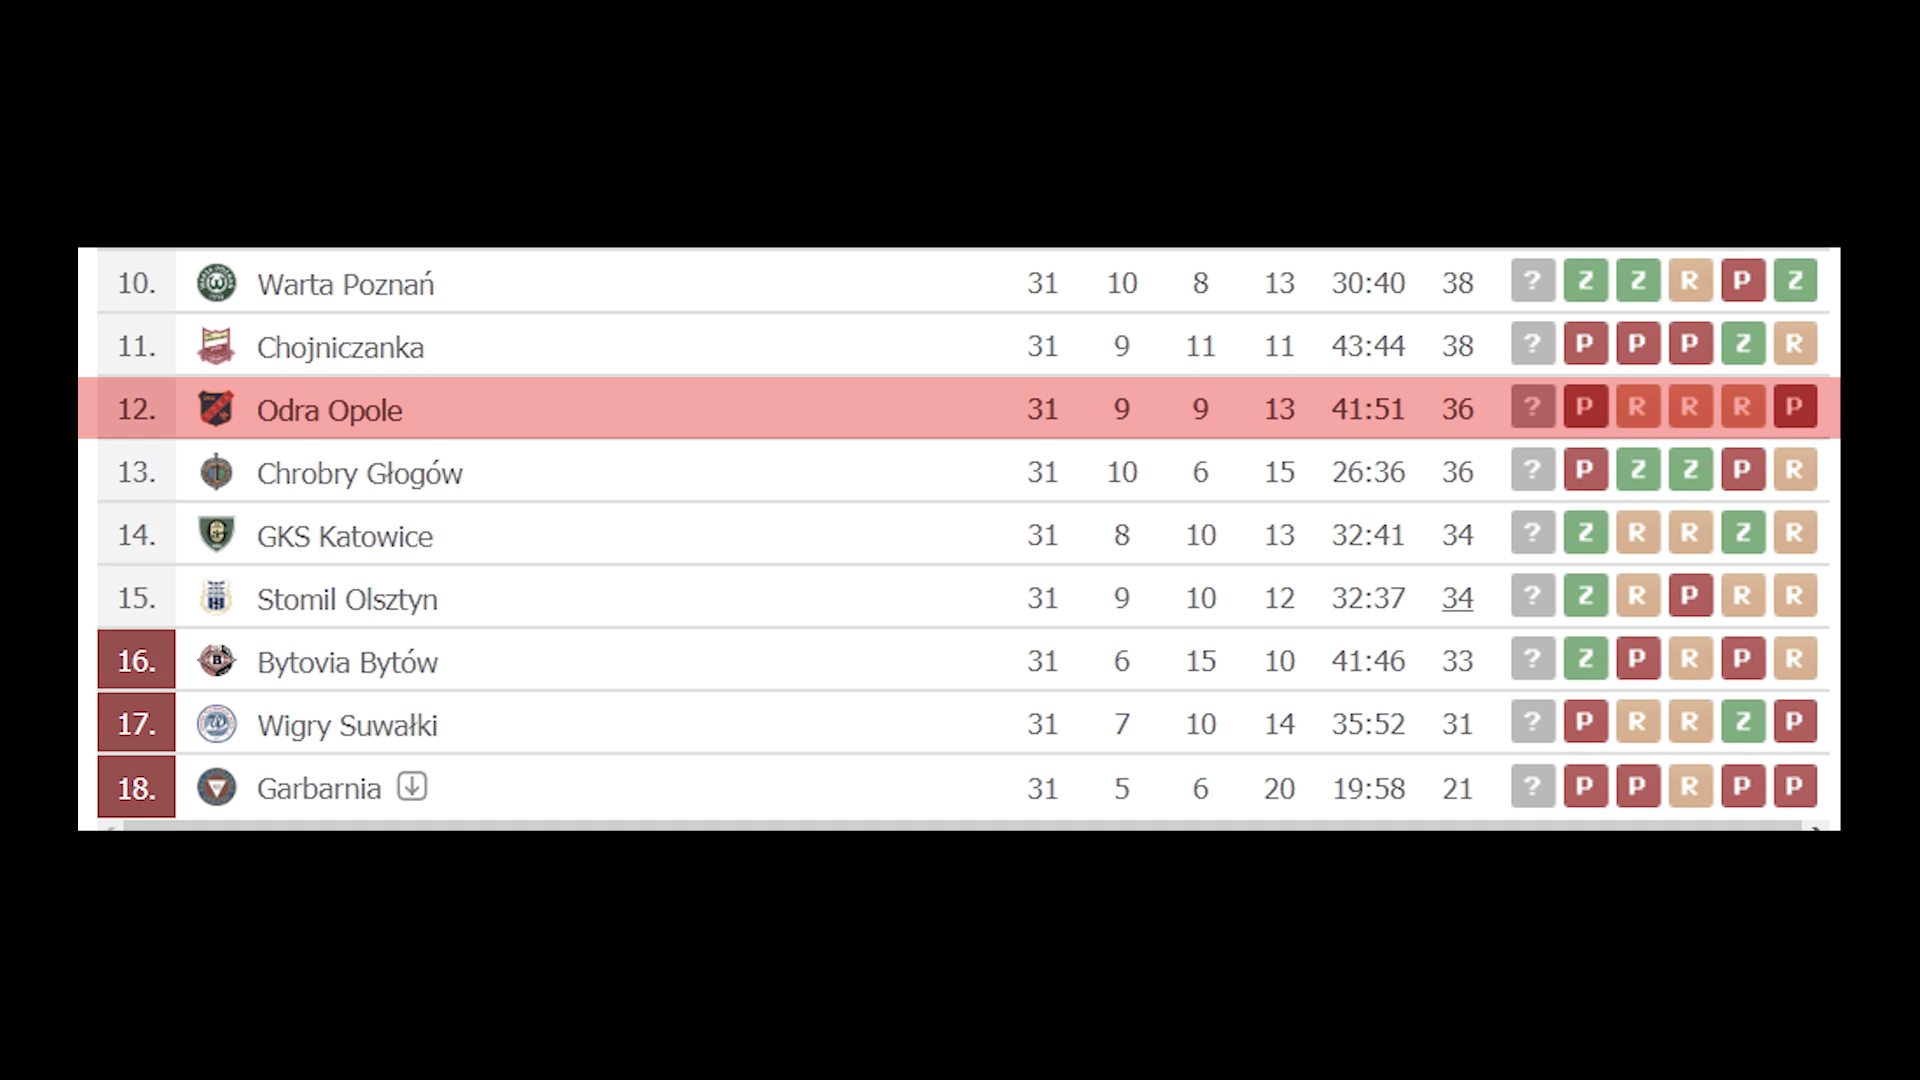 10. Warta Poznań 31 10 8 13 30:40 38 ? Z Z R P Z
11. Chojniczanka 31 9 11 11 43:44 38 ? P P P Z R
12. Odra Opole 31 9 9 13 41:51 36 ? P R R R P
13. Chrobry Głogów 31 10 6 15 26:36 36 ? P Z Z P R
14. GKS Katowice 31 8 10 13 32:41 34 ? Z R R Z R
15. Stomil Olsztyn 31 9 10 12 32:37 34 ? Z R P R R
16. Bytovia Bytów 31 6 15 10 41:46 33 ? Z P R P R
17. Wigry Suwałki 31 7 10 14 35:52 31 ? P R R Z P
18. Garbarnia 31 5 6 20 19:58 21 ? P P R P P